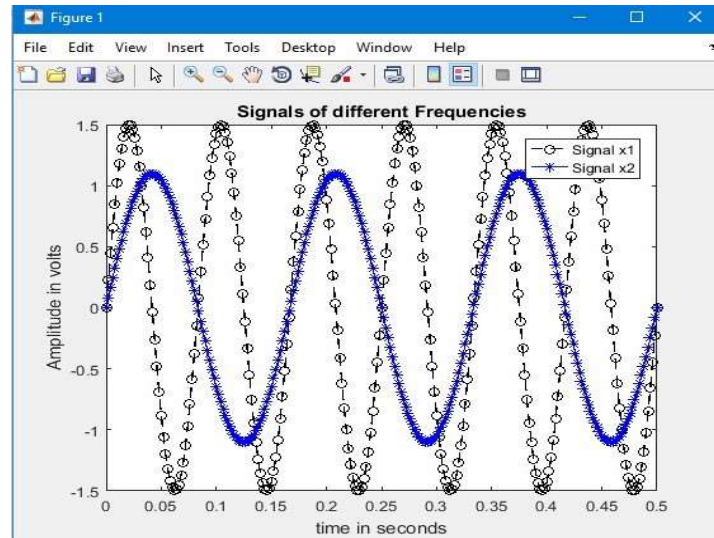 Figure 1
File Edit View Insert Tools Desktop Window Help
Signals of different Frequencies
Signal x1
Signal x2
1.5
1
0.5
0
-0.5
-1
-1.5
Amplitude in volts
0 0.05 0.1 0.15 0.2 0.25 0.3 0.35 0.4 0.45 0.5
time in seconds